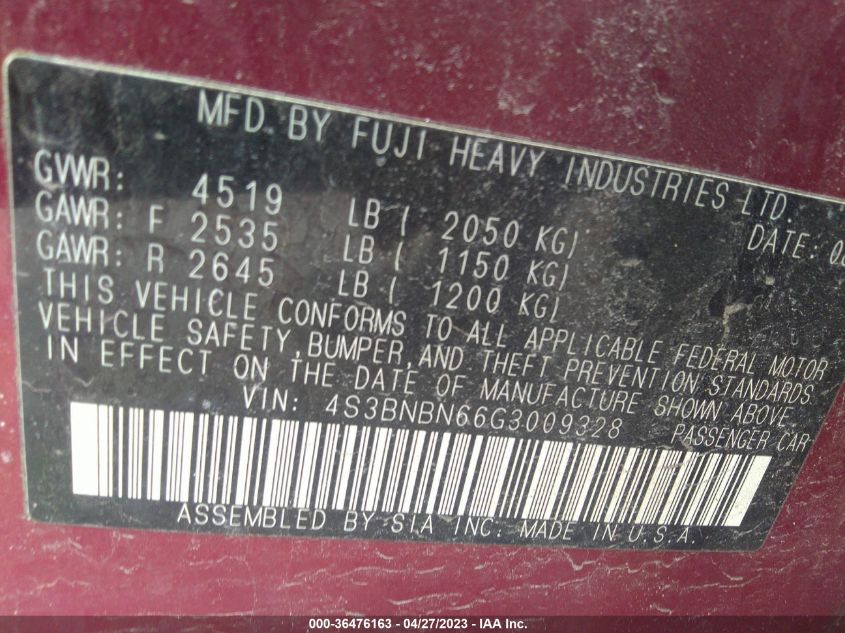 MFD BY FUJI HEAVY INDUSTRIES LTD.
GVWR: 4519 LB ( 2050 KG) DATE:
GAWR: F 2535 LB ( 1150 KG)
GAWR: R 2645 LB ( 1200 KG)
THIS VEHICLE CONFORMS TO ALL APPLICABLE FEDERAL MOTOR
VEHICLE SAFETY, BUMPER, AND THEFT PREVENTION STANDARDS
IN EFFECT ON THE DATE OF MANUFACTURE SHOWN ABOVE.
VIN: 4S3BNBN66G3009328 PASSENGER CAR
ASSEMBLED BY SIA INC. MADE IN U.S.A.
000-36476163 - 04/27/2023 - IAA Inc.